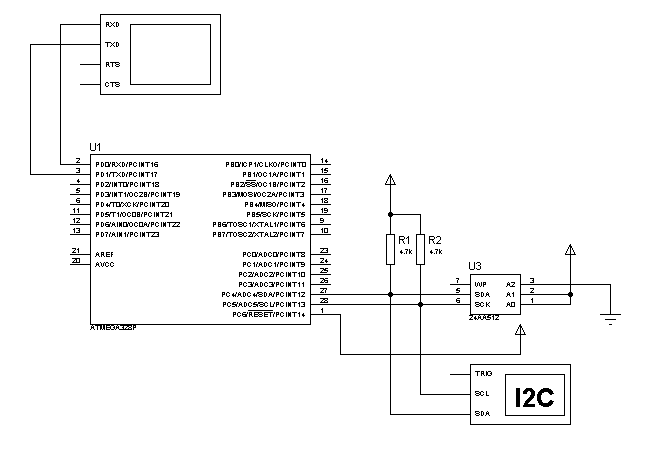 RXD
TXD
RTS
CTS
U1
2 PD0/RXD/PCINT16 PB0/ICP1/CLKO/PCINT0 14
3 PD1/TXD/PCINT17 PB1/OC1A/PCINT1 15
4 PD2/INT0/PCINT18 PB2/SS/OC1B/PCINT2 16
5 PD3/INT1/OC2B/PCINT19 PB3/MOSI/OC2A/PCINT3 17
6 PD4/T0/XCK/PCINT20 PB4/MISO/PCINT4 18
11 PD5/T1/OC0B/PCINT21 PB5/SCK/PCINT5 19
12 PD6/AIN0/OC0A/PCINT22 PB6/TOSC1/XTAL1/PCINT6 9
13 PD7/AIN1/PCINT23 PB7/TOSC2/XTAL2/PCINT7 10
21 AREF PC0/ADC0/PCINT8 23
20 AVCC PC1/ADC1/PCINT9 24
PC2/ADC2/PCINT10 25
PC3/ADC3/PCINT11 26
PC4/ADC4/SDA/PCINT12 27
PC5/ADC5/SCL/PCINT13 28
PC6/RESET/PCINT14 1
ATMEGA328P
R1
4.7k
R2
4.7k
U3
7 WP A2 3
5 SDA A1 2
6 SCK A0 1
24AA512
TRIG
SCL
SDA
I2C